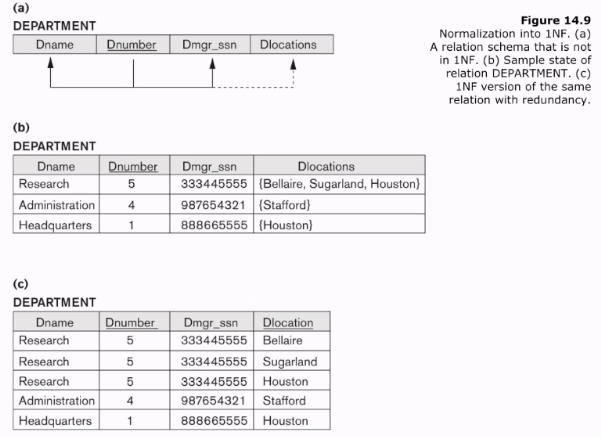 (a)
DEPARTMENT
Dname Dnumber Dmgr_ssn Dlocations
Figure 14.9
Normalization into 1NF. (a)
A relation schema that is not
in 1NF. (b) Sample state of
relation DEPARTMENT. (c)
1NF version of the same
relation with redundancy.
(b)
DEPARTMENT
Dname Dnumber Dmgr_ssn Dlocations
Research 5 333445555 {Bellaire, Sugarland, Houston}
Administration 4 987654321 {Stafford}
Headquarters 1 888665555 {Houston}
(c)
DEPARTMENT
Dname Dnumber Dmgr_ssn Dlocation
Research 5 333445555 Bellaire
Research 5 333445555 Sugarland
Research 5 333445555 Houston
Administration 4 987654321 Stafford
Headquarters 1 888665555 Houston